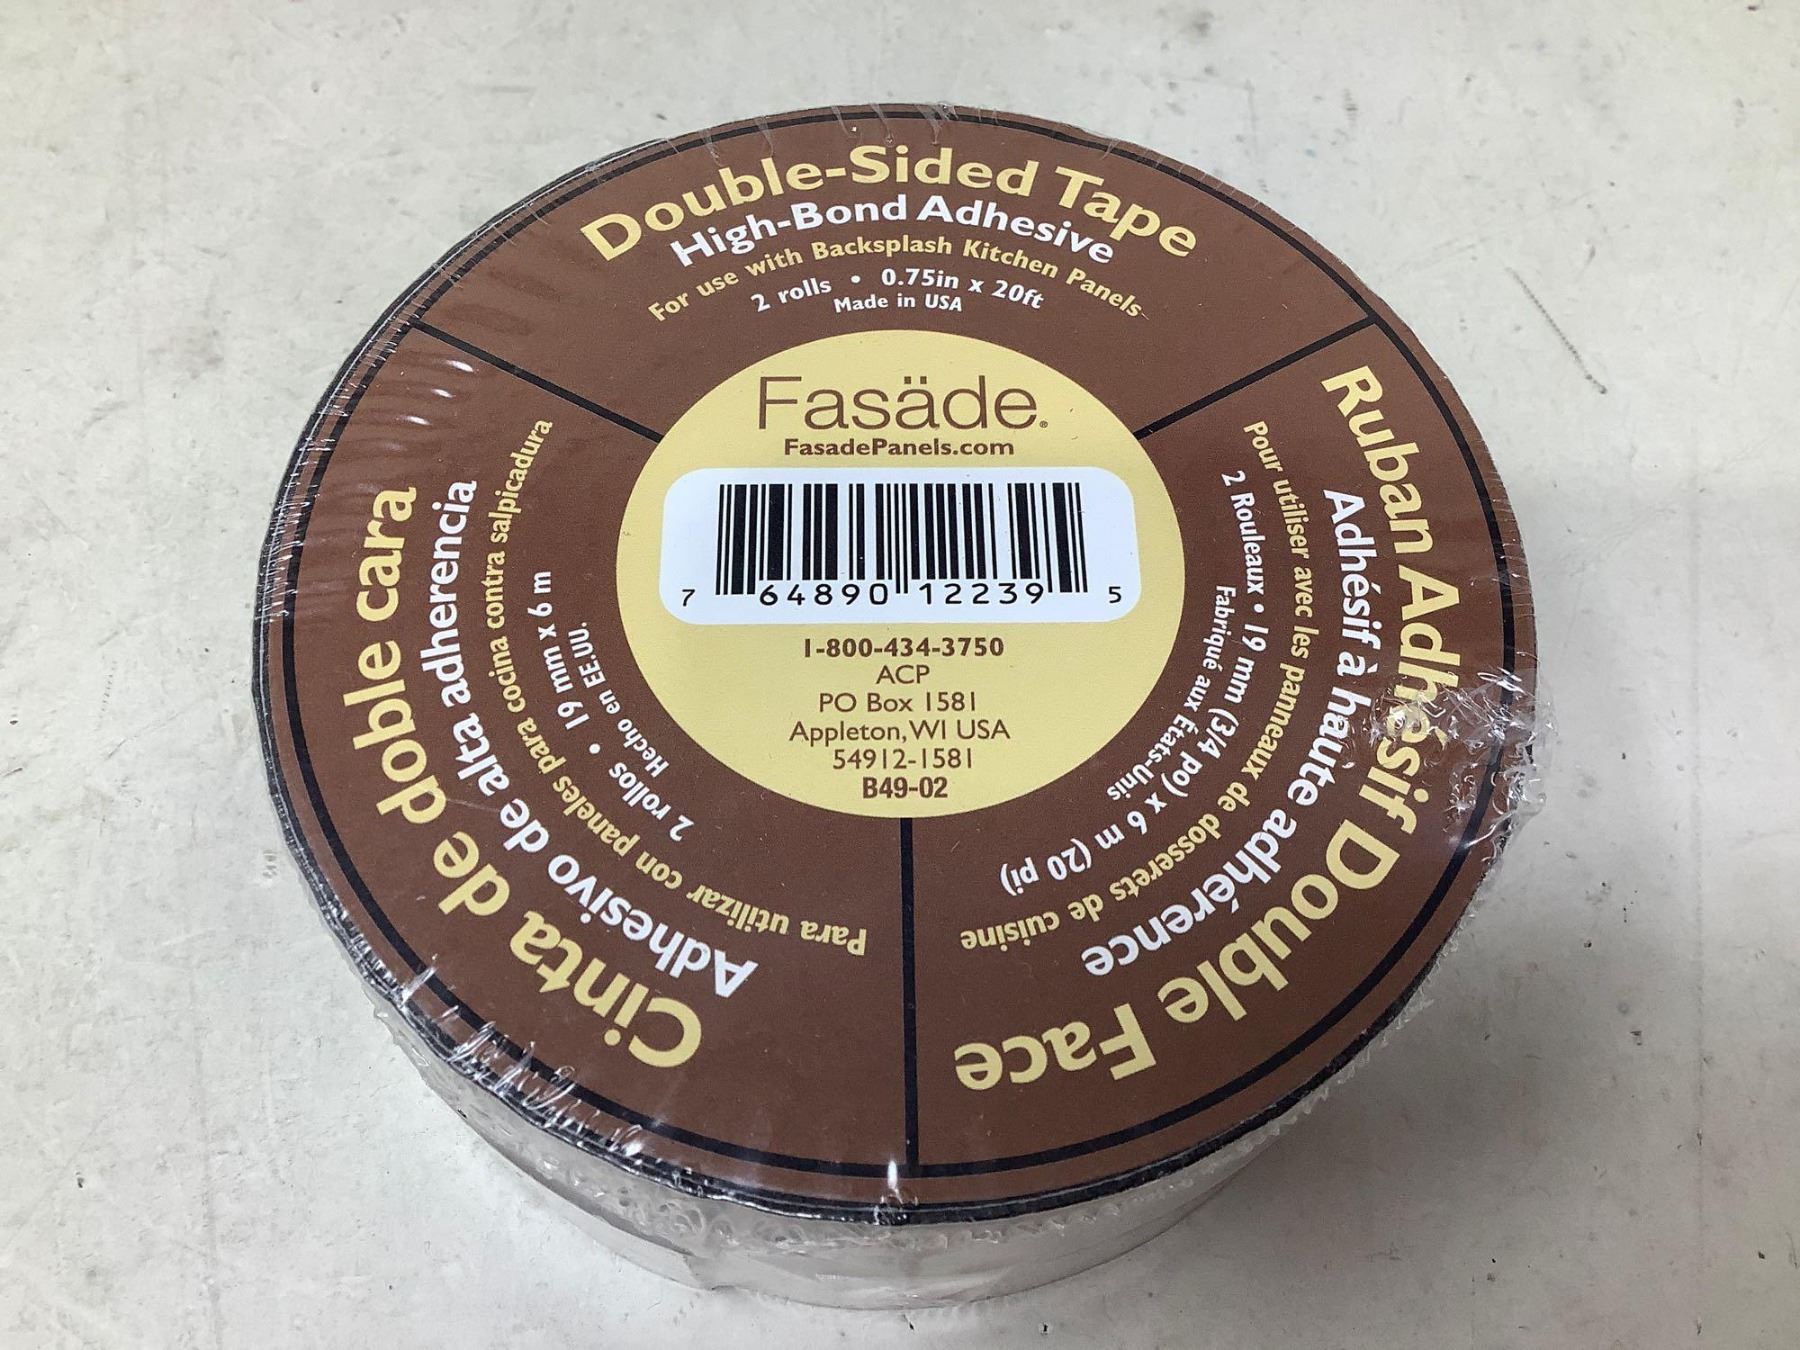 Double-Sided Tape
High-Bond Adhesive
For use with Backsplash Kitchen Panels
2 rolls • 0.75in x 20ft
Made in USA
Fasäde®
FasadePanels.com
7 64890 12239 5
1-800-434-3750
ACP
PO Box 1581
Appleton, WI USA
54912-1581
B49-02
Ruban Adhésif Double Face
Adhésif à haute adhérence
Pour utiliser avec les panneaux de dosserets de cuisine
2 Rouleaux • 19 mm (3/4 po) x 6 m (20 pi)
Fabriqué aux États-Unis
Cinta de doble cara
Adhesivo de alta adherencia
Para utilizar con paneles para cocina contra salpicadura
2 rollos • 19 mm x 6 m
Hecho en EE.UU.